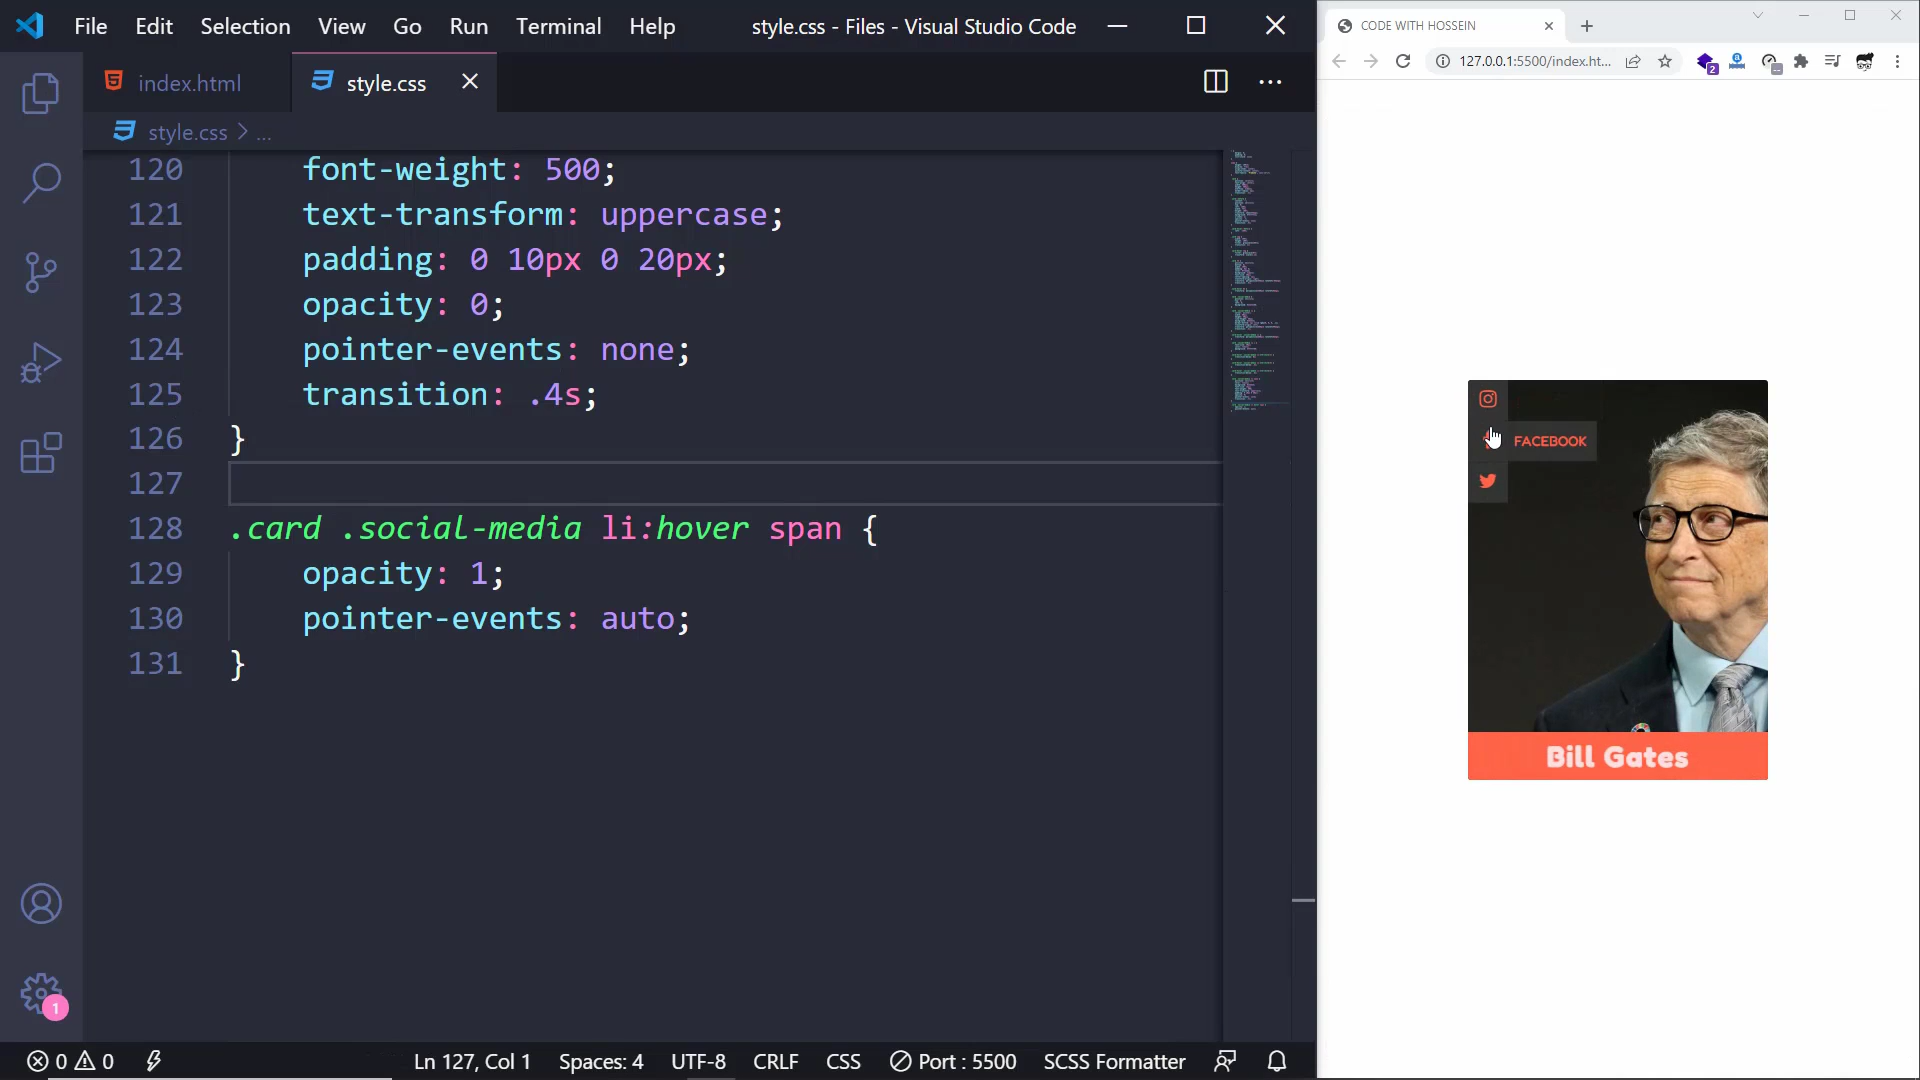 File Edit Selection View Go Run Terminal Help
style.css - Files - Visual Studio Code
index.html
style.css
style.css > ...
120 font-weight: 500;
121 text-transform: uppercase;
122 padding: 0 10px 0 20px;
123 opacity: 0;
124 pointer-events: none;
125 transition: .4s;
126 }
127
128 .card .social-media li:hover span {
129 opacity: 1;
130 pointer-events: auto;
131 }
1
0 0
Ln 127, Col 1
Spaces: 4
UTF-8
CRLF
CSS
Port : 5500
SCSS Formatter
CODE WITH HOSSEIN
127.0.0.1:5500/index.ht...
2
FACEBOOK
Bill Gates